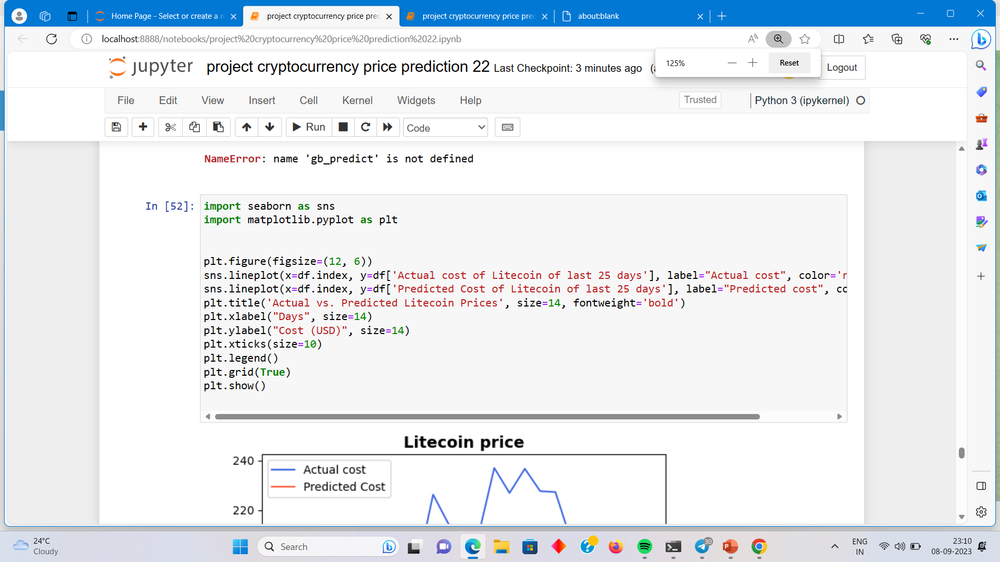 Home Page - Select or create a n
project cryptocurrency price prec
project cryptocurrency price prec
about:blank
localhost:8888/notebooks/project%20cryptocurrency%20price%20prediction%2022.ipynb
125%
Reset
jupyter
project cryptocurrency price prediction 22 Last Checkpoint: 3 minutes ago
Logout
File Edit View Insert Cell Kernel Widgets Help
Trusted
Python 3 (ipykernel)
Run
Code
NameError: name 'gb_predict' is not defined
In [52]:
import seaborn as sns
import matplotlib.pyplot as plt
plt.figure(figsize=(12, 6))
sns.lineplot(x=df.index, y=df['Actual cost of Litecoin of last 25 days'], label="Actual cost", color='r
sns.lineplot(x=df.index, y=df['Predicted Cost of Litecoin of last 25 days'], label="Predicted cost", co
plt.title('Actual vs. Predicted Litecoin Prices', size=14, fontweight='bold')
plt.xlabel("Days", size=14)
plt.ylabel("Cost (USD)", size=14)
plt.xticks(size=10)
plt.legend()
plt.grid(True)
plt.show()
Litecoin price
240
Actual cost
Predicted Cost
220
24°C
Cloudy
Search
30
ENG
IN
23:10
08-09-2023